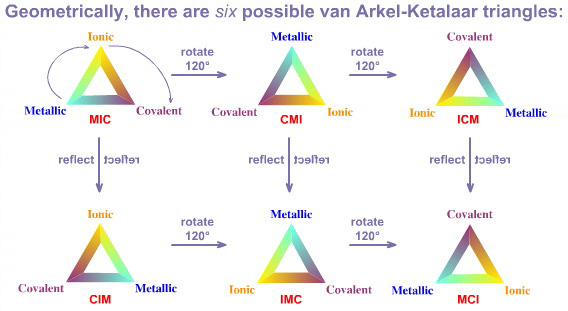 Geometrically, there are six possible van Arkel-Ketalaar triangles:
Ionic
Metallic
Covalent
MIC
rotate
120°
Metallic
Covalent
Ionic
CMI
rotate
120°
Covalent
Ionic
Metallic
ICM
reflect reflect
reflect reflect
reflect reflect
Ionic
Covalent
Metallic
CIM
rotate
120°
Metallic
Ionic
Covalent
IMC
rotate
120°
Covalent
Metallic
Ionic
MCI